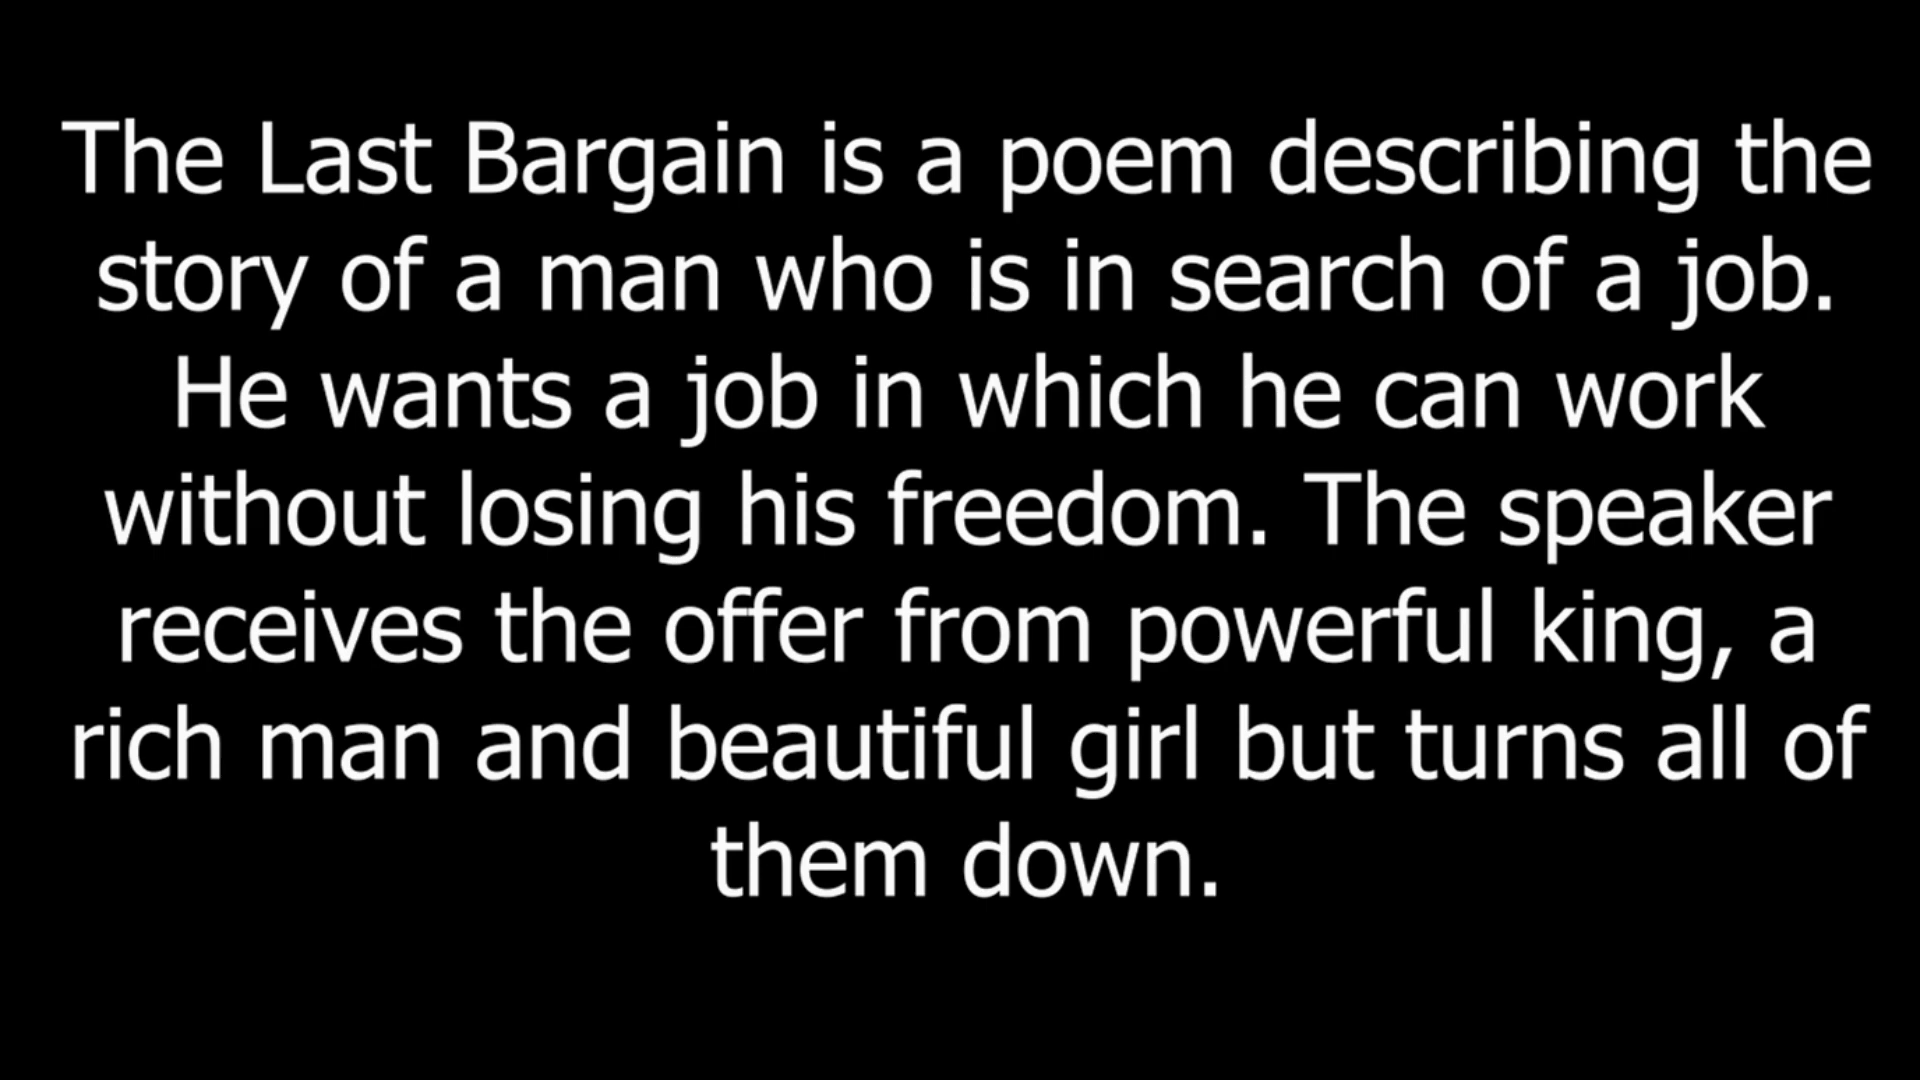 The Last Bargain is a poem describing the
story of a man who is in search of a job.
He wants a job in which he can work
without losing his freedom. The speaker
receives the offer from powerful king, a
rich man and beautiful girl but turns all of
them down.